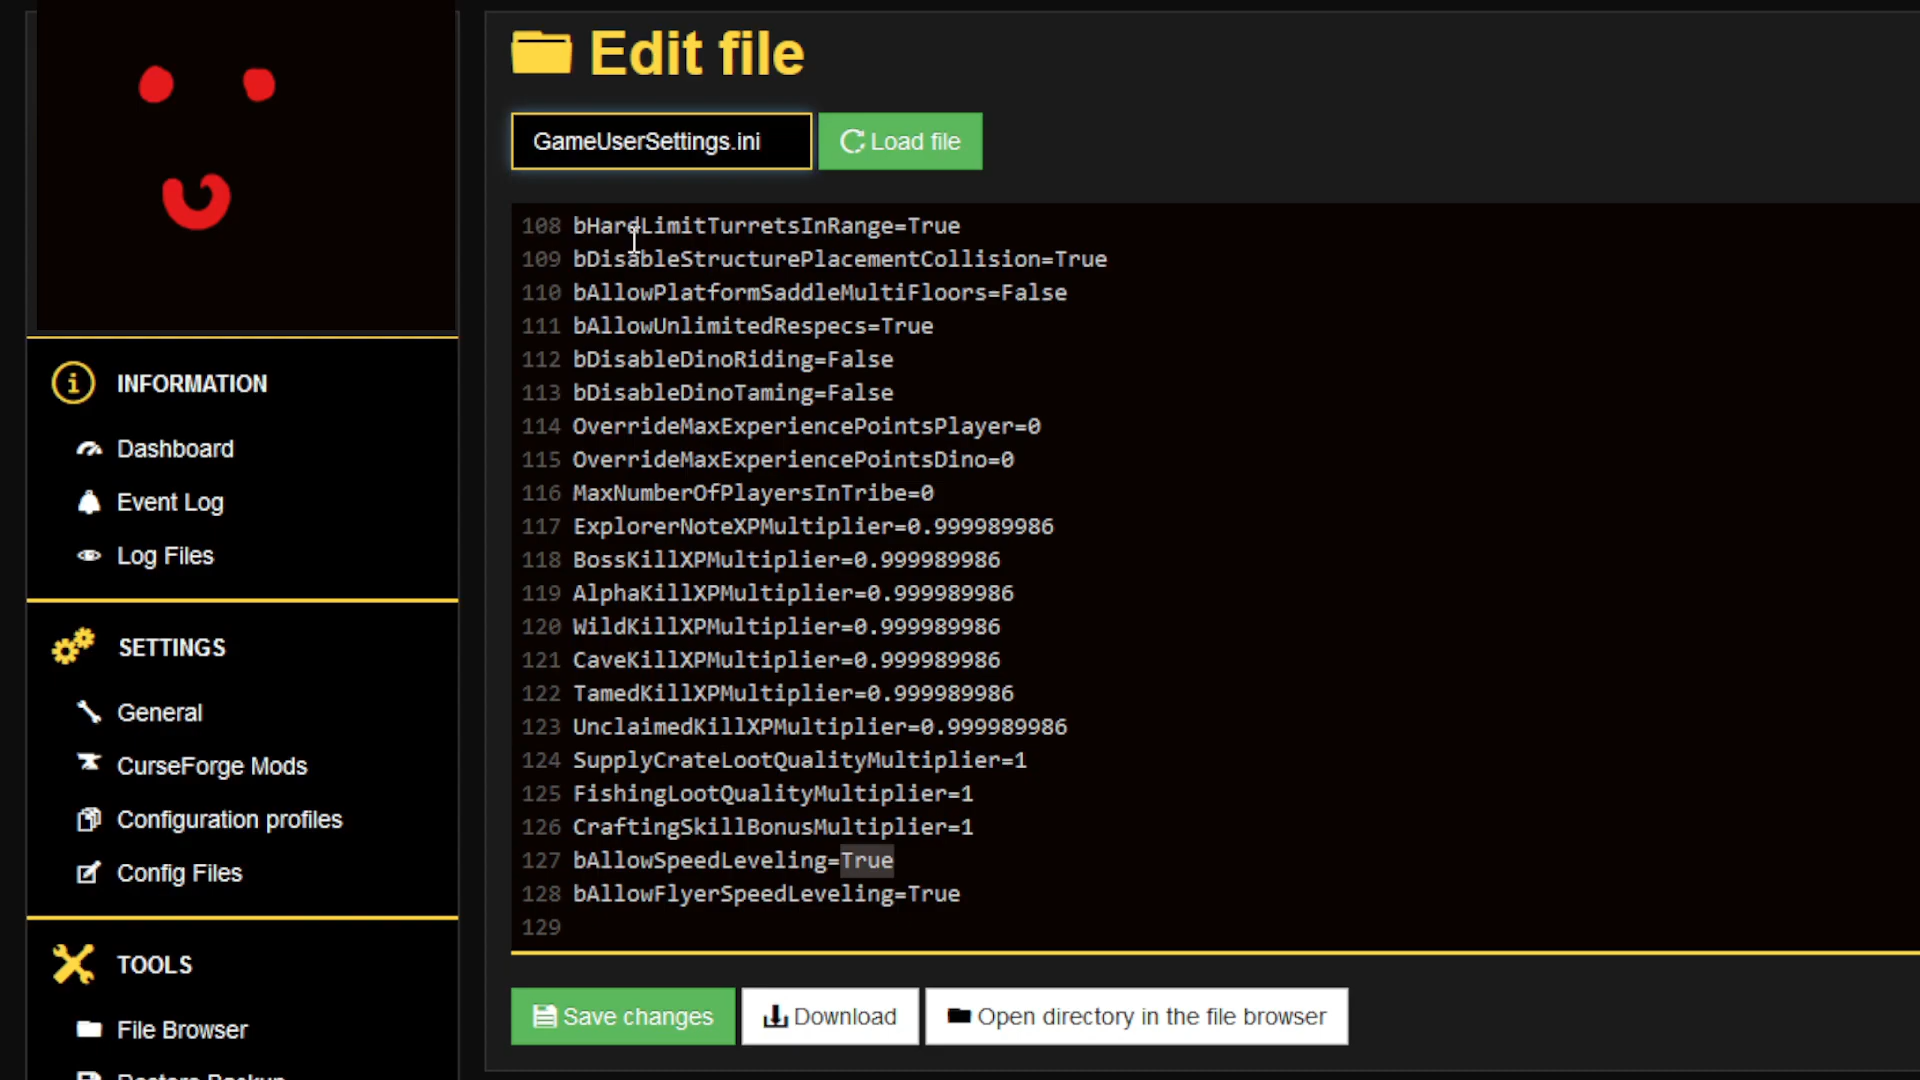 Edit file
GameUserSettings.ini
Load file
108 bHardLimitTurretsInRange=True
109 bDisableStructurePlacementCollision=True
110 bAllowPlatformSaddleMultiFloors=False
111 bAllowUnlimitedRespecs=True
112 bDisableDinoRiding=False
113 bDisableDinoTaming=False
114 OverrideMaxExperiencePointsPlayer=0
115 OverrideMaxExperiencePointsDino=0
116 MaxNumberOfPlayersInTribe=0
117 ExplorerNoteXPMultiplier=0.999989986
118 BossKillXPMultiplier=0.999989986
119 AlphaKillXPMultiplier=0.999989986
120 WildKillXPMultiplier=0.999989986
121 CaveKillXPMultiplier=0.999989986
122 TamedKillXPMultiplier=0.999989986
123 UnclaimedKillXPMultiplier=0.999989986
124 SupplyCrateLootQualityMultiplier=1
125 FishingLootQualityMultiplier=1
126 CraftingSkillBonusMultiplier=1
127 bAllowSpeedLeveling=True
128 bAllowFlyerSpeedLeveling=True
129
Save changes
Download
Open directory in the file browser
INFORMATION
Dashboard
Event Log
Log Files
SETTINGS
General
CurseForge Mods
Configuration profiles
Config Files
TOOLS
File Browser
Restore Backup